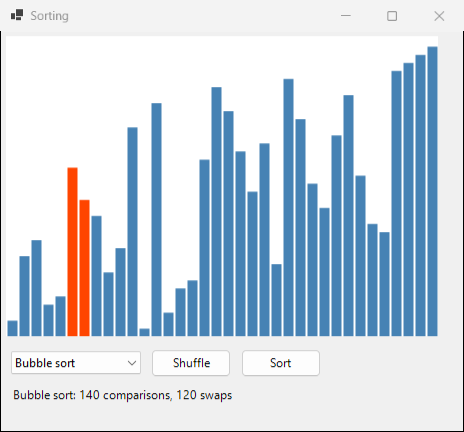 Sorting
Bubble sort
Shuffle
Sort
Bubble sort: 140 comparisons, 120 swaps